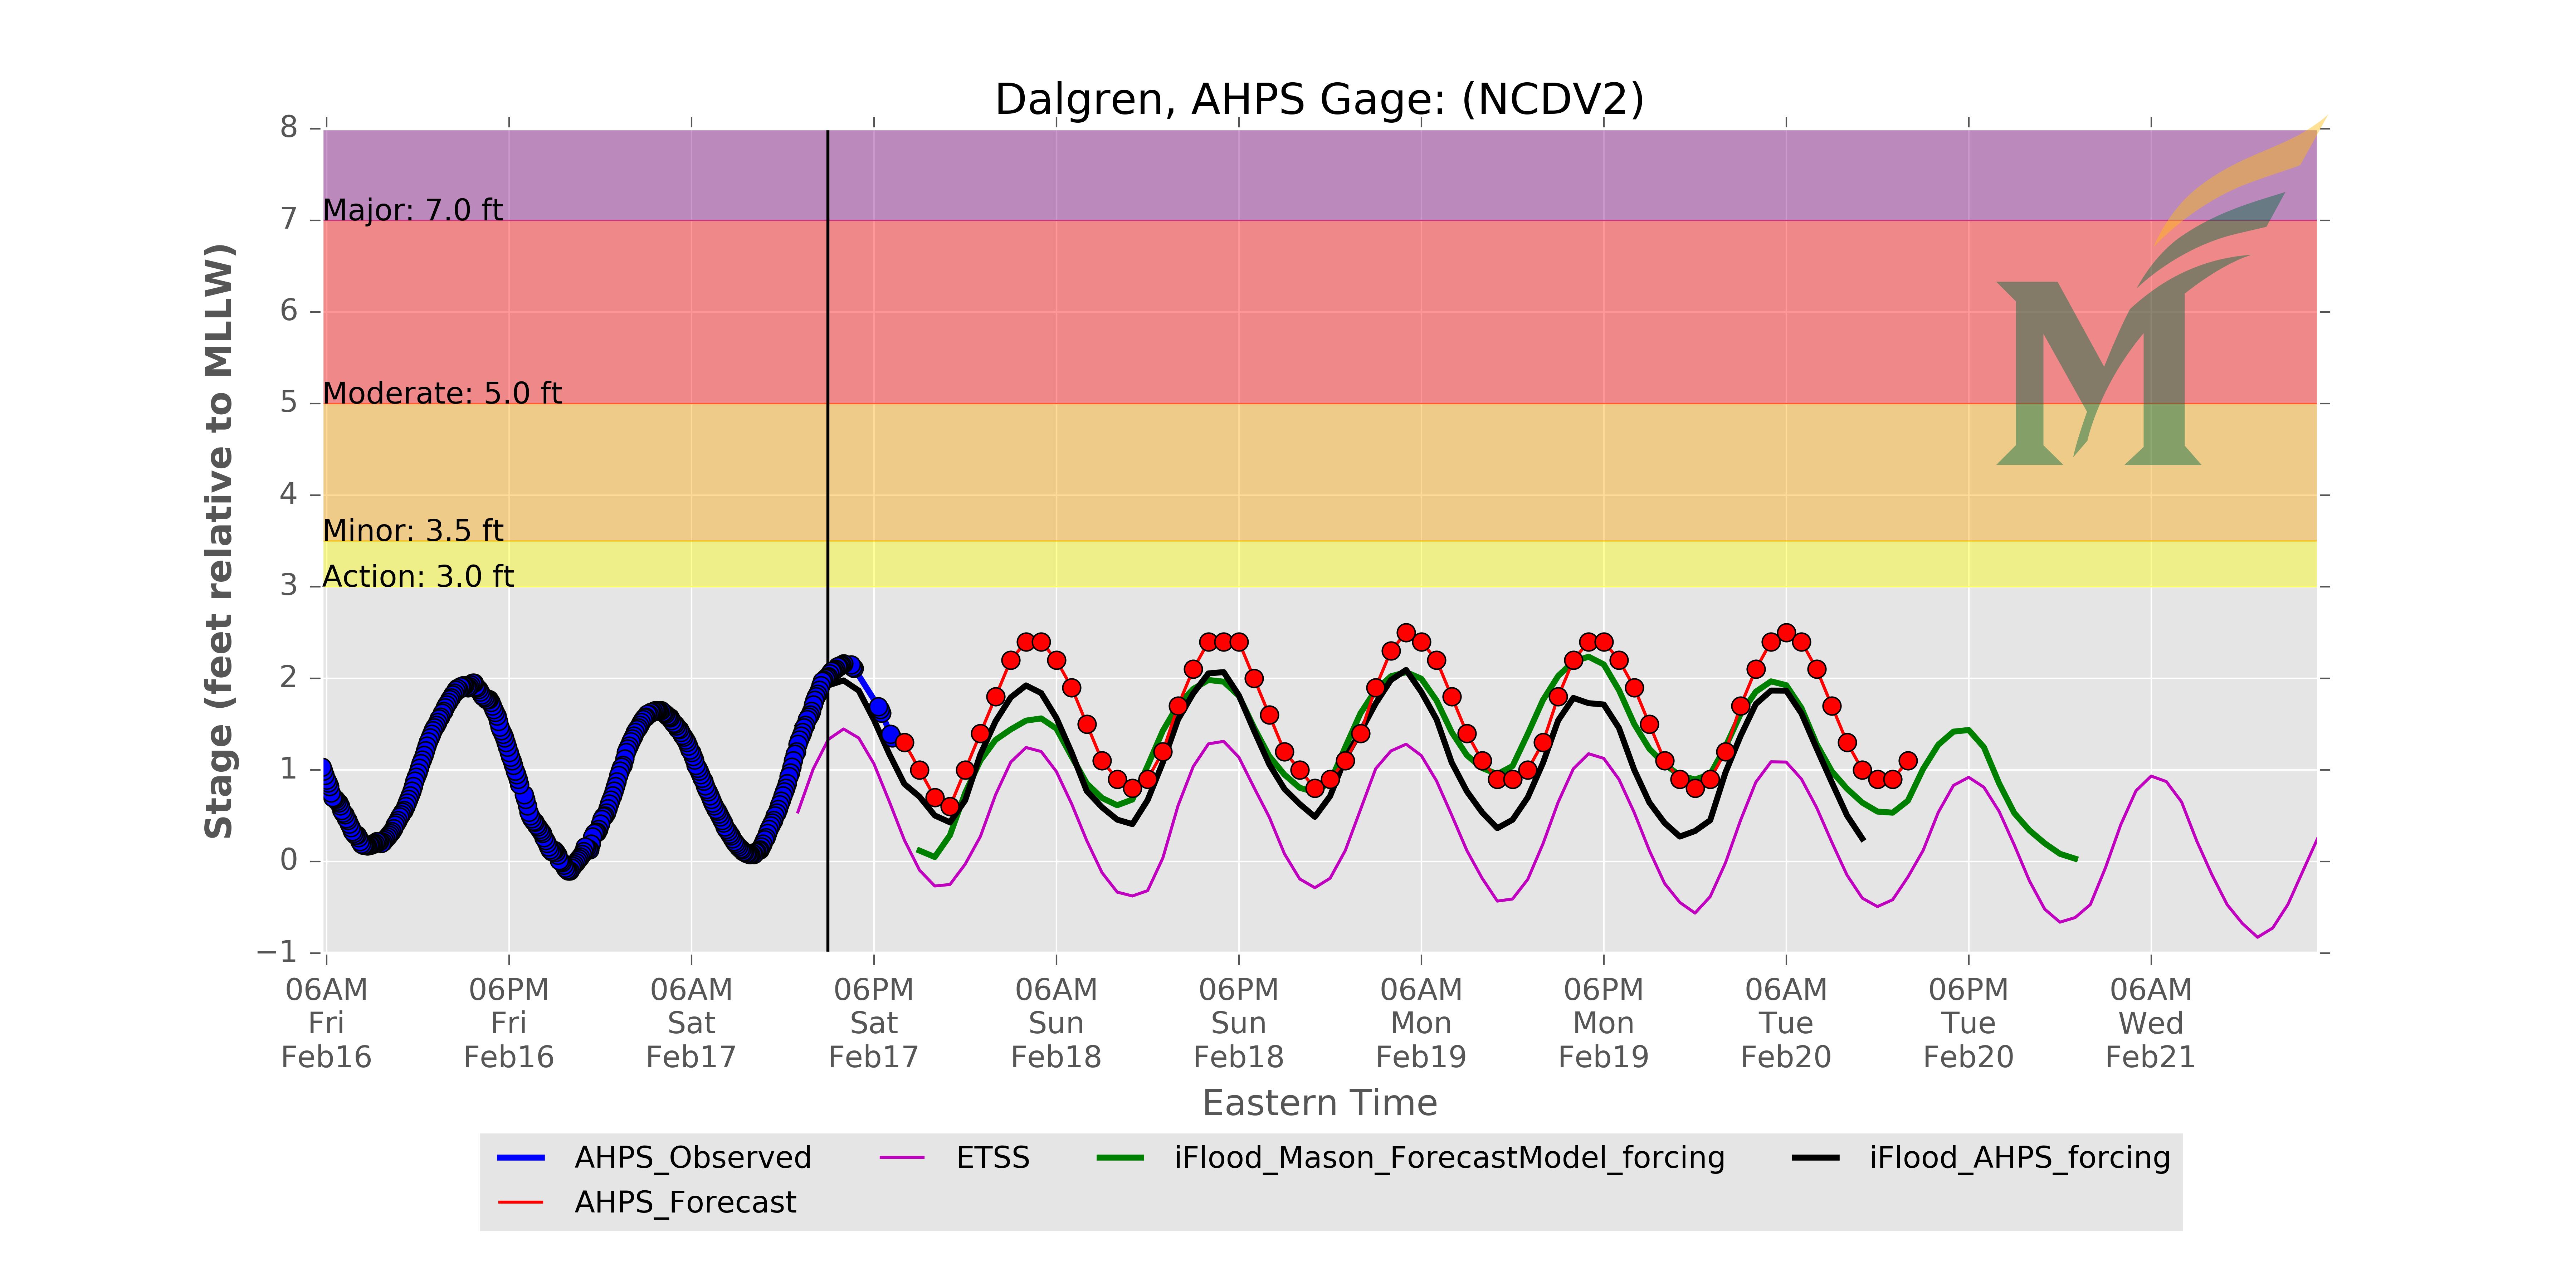 Dalgren, AHPS Gage: (NCDV2)
8
7
6
5
4
3
2
1
0
−1
Stage (feet relative to MLLW)
Major: 7.0 ft
Moderate: 5.0 ft
Minor: 3.5 ft
Action: 3.0 ft
M
06AM 06PM 06AM 06PM 06AM 06PM 06AM 06PM 06AM 06PM 06AM
Fri Fri Sat Sat Sun Sun Mon Mon Tue Tue Wed
Feb16 Feb16 Feb17 Feb17 Feb18 Feb18 Feb19 Feb19 Feb20 Feb20 Feb21
Eastern Time
AHPS_Observed ETSS iFlood_Mason_ForecastModel_forcing iFlood_AHPS_forcing
AHPS_Forecast